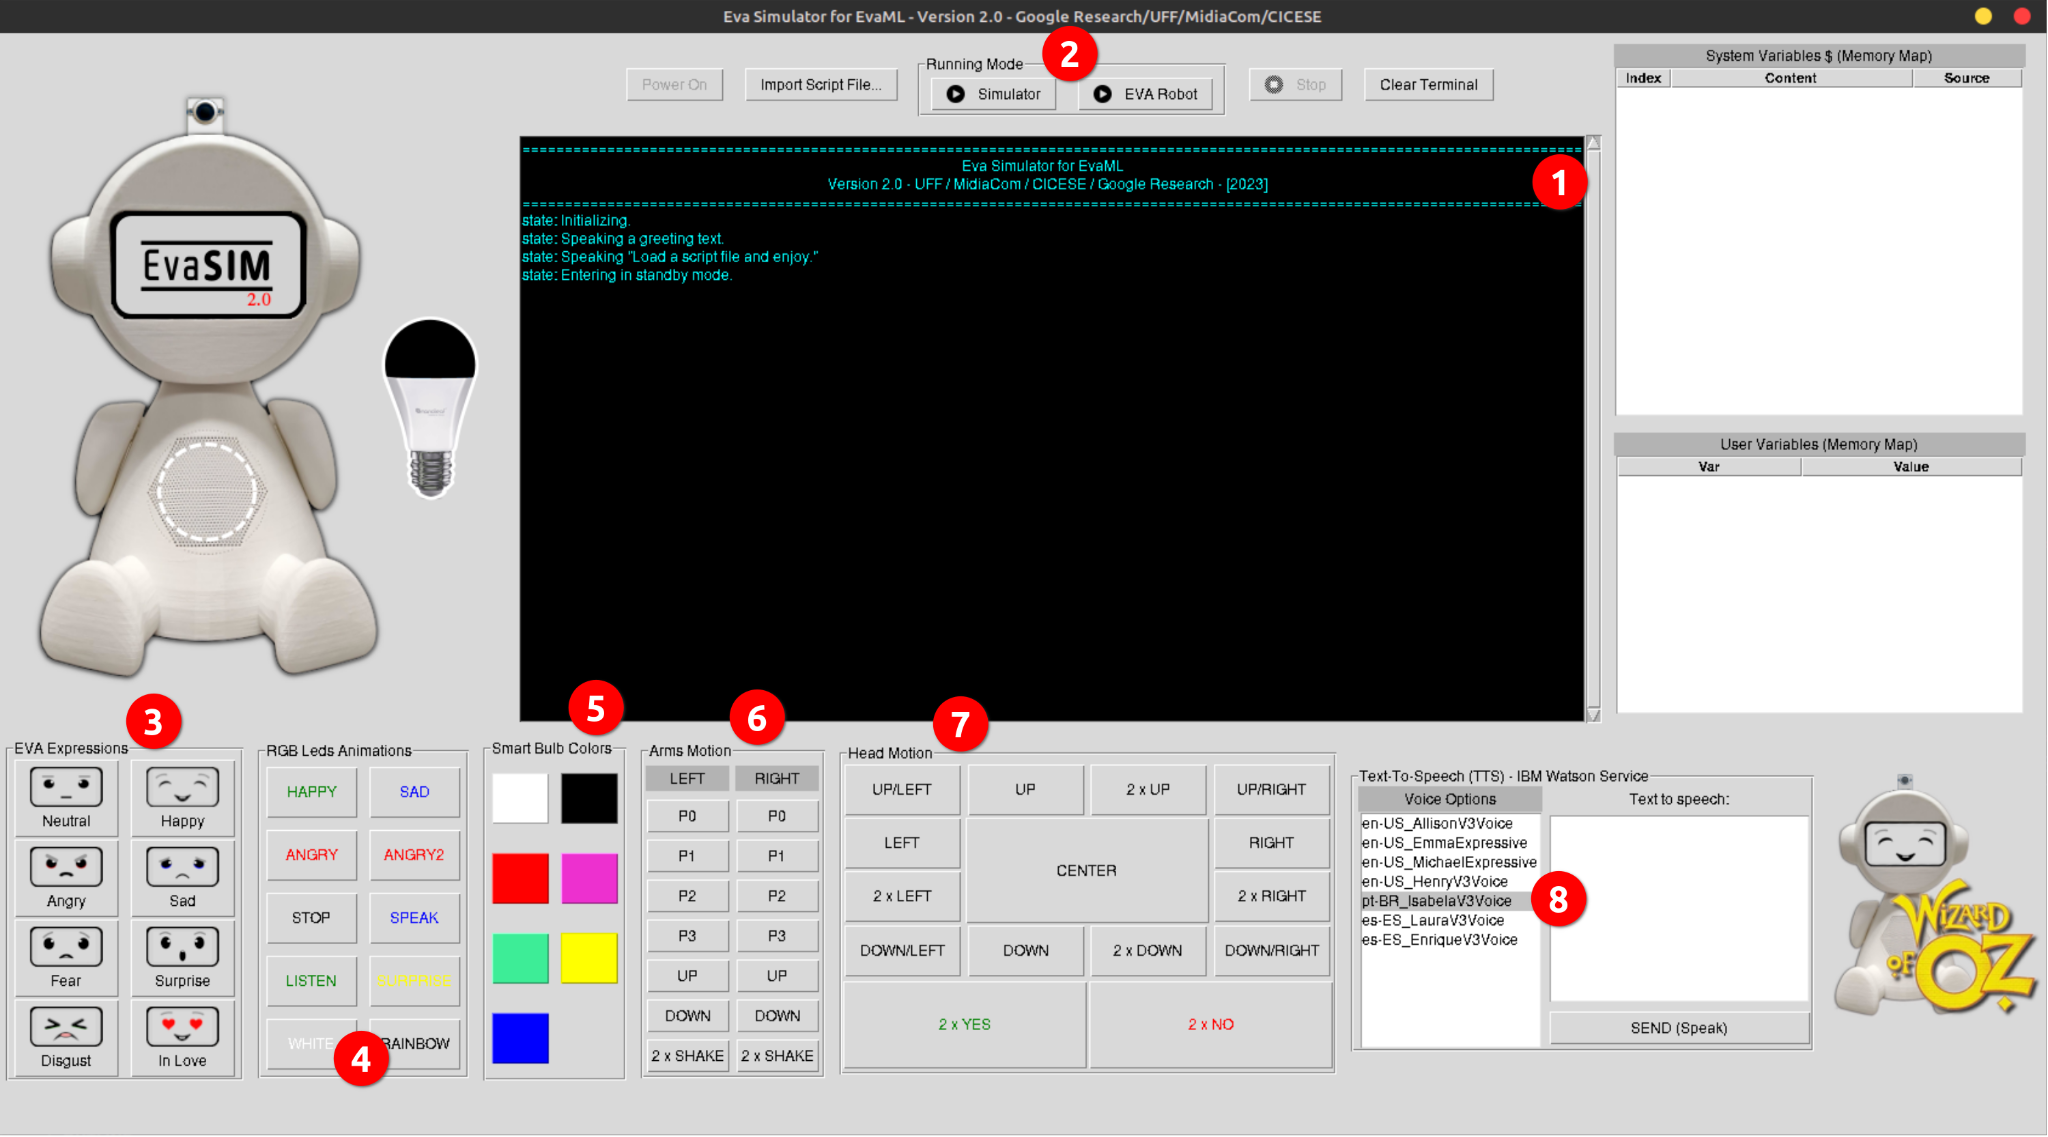 Eva Simulator for EvaML - Version 2.0 - Google Research/UFF/MidiaCom/CICESE
Power On
Import Script File...
Running Mode
2
Simulator
EVA Robot
Stop
Clear Terminal
System Variables $ (Memory Map)
Index Content Source
EvaSIM
2.0
================================================================
Eva Simulator for EvaML
Version 2.0 - UFF / MidiaCom / CICESE / Google Research - [2023]
1
================================================================
state: Initializing.
state: Speaking a greeting text.
state: Speaking "Load a script file and enjoy."
state: Entering in standby mode.
User Variables (Memory Map)
Var Value
3
EVA Expressions
Neutral Happy
Angry Sad
Fear Surprise
Disgust In Love
RGB Leds Animations
HAPPY SAD
ANGRY ANGRY2
STOP SPEAK
LISTEN SURPRISE
WHITE RAINBOW
4
5
Smart Bulb Colors
6
Arms Motion
LEFT RIGHT
P0 P0
P1 P1
P2 P2
P3 P3
UP UP
DOWN DOWN
2 x SHAKE 2 x SHAKE
7
Head Motion
UP/LEFT UP 2 x UP UP/RIGHT
LEFT CENTER RIGHT
2 x LEFT 2 x RIGHT
DOWN/LEFT DOWN 2 x DOWN DOWN/RIGHT
2 x YES 2 x NO
Text-To-Speech (TTS) - IBM Watson Service
Voice Options
en-US_AllisonV3Voice
en-US_EmmaExpressive
en-US_MichaelExpressive
en-US_HenryV3Voice
pt-BR_IsabelaV3Voice
es-ES_LauraV3Voice
es-ES_EnriqueV3Voice
8
Text to speech:
SEND (Speak)
WIZARD
OF OZ